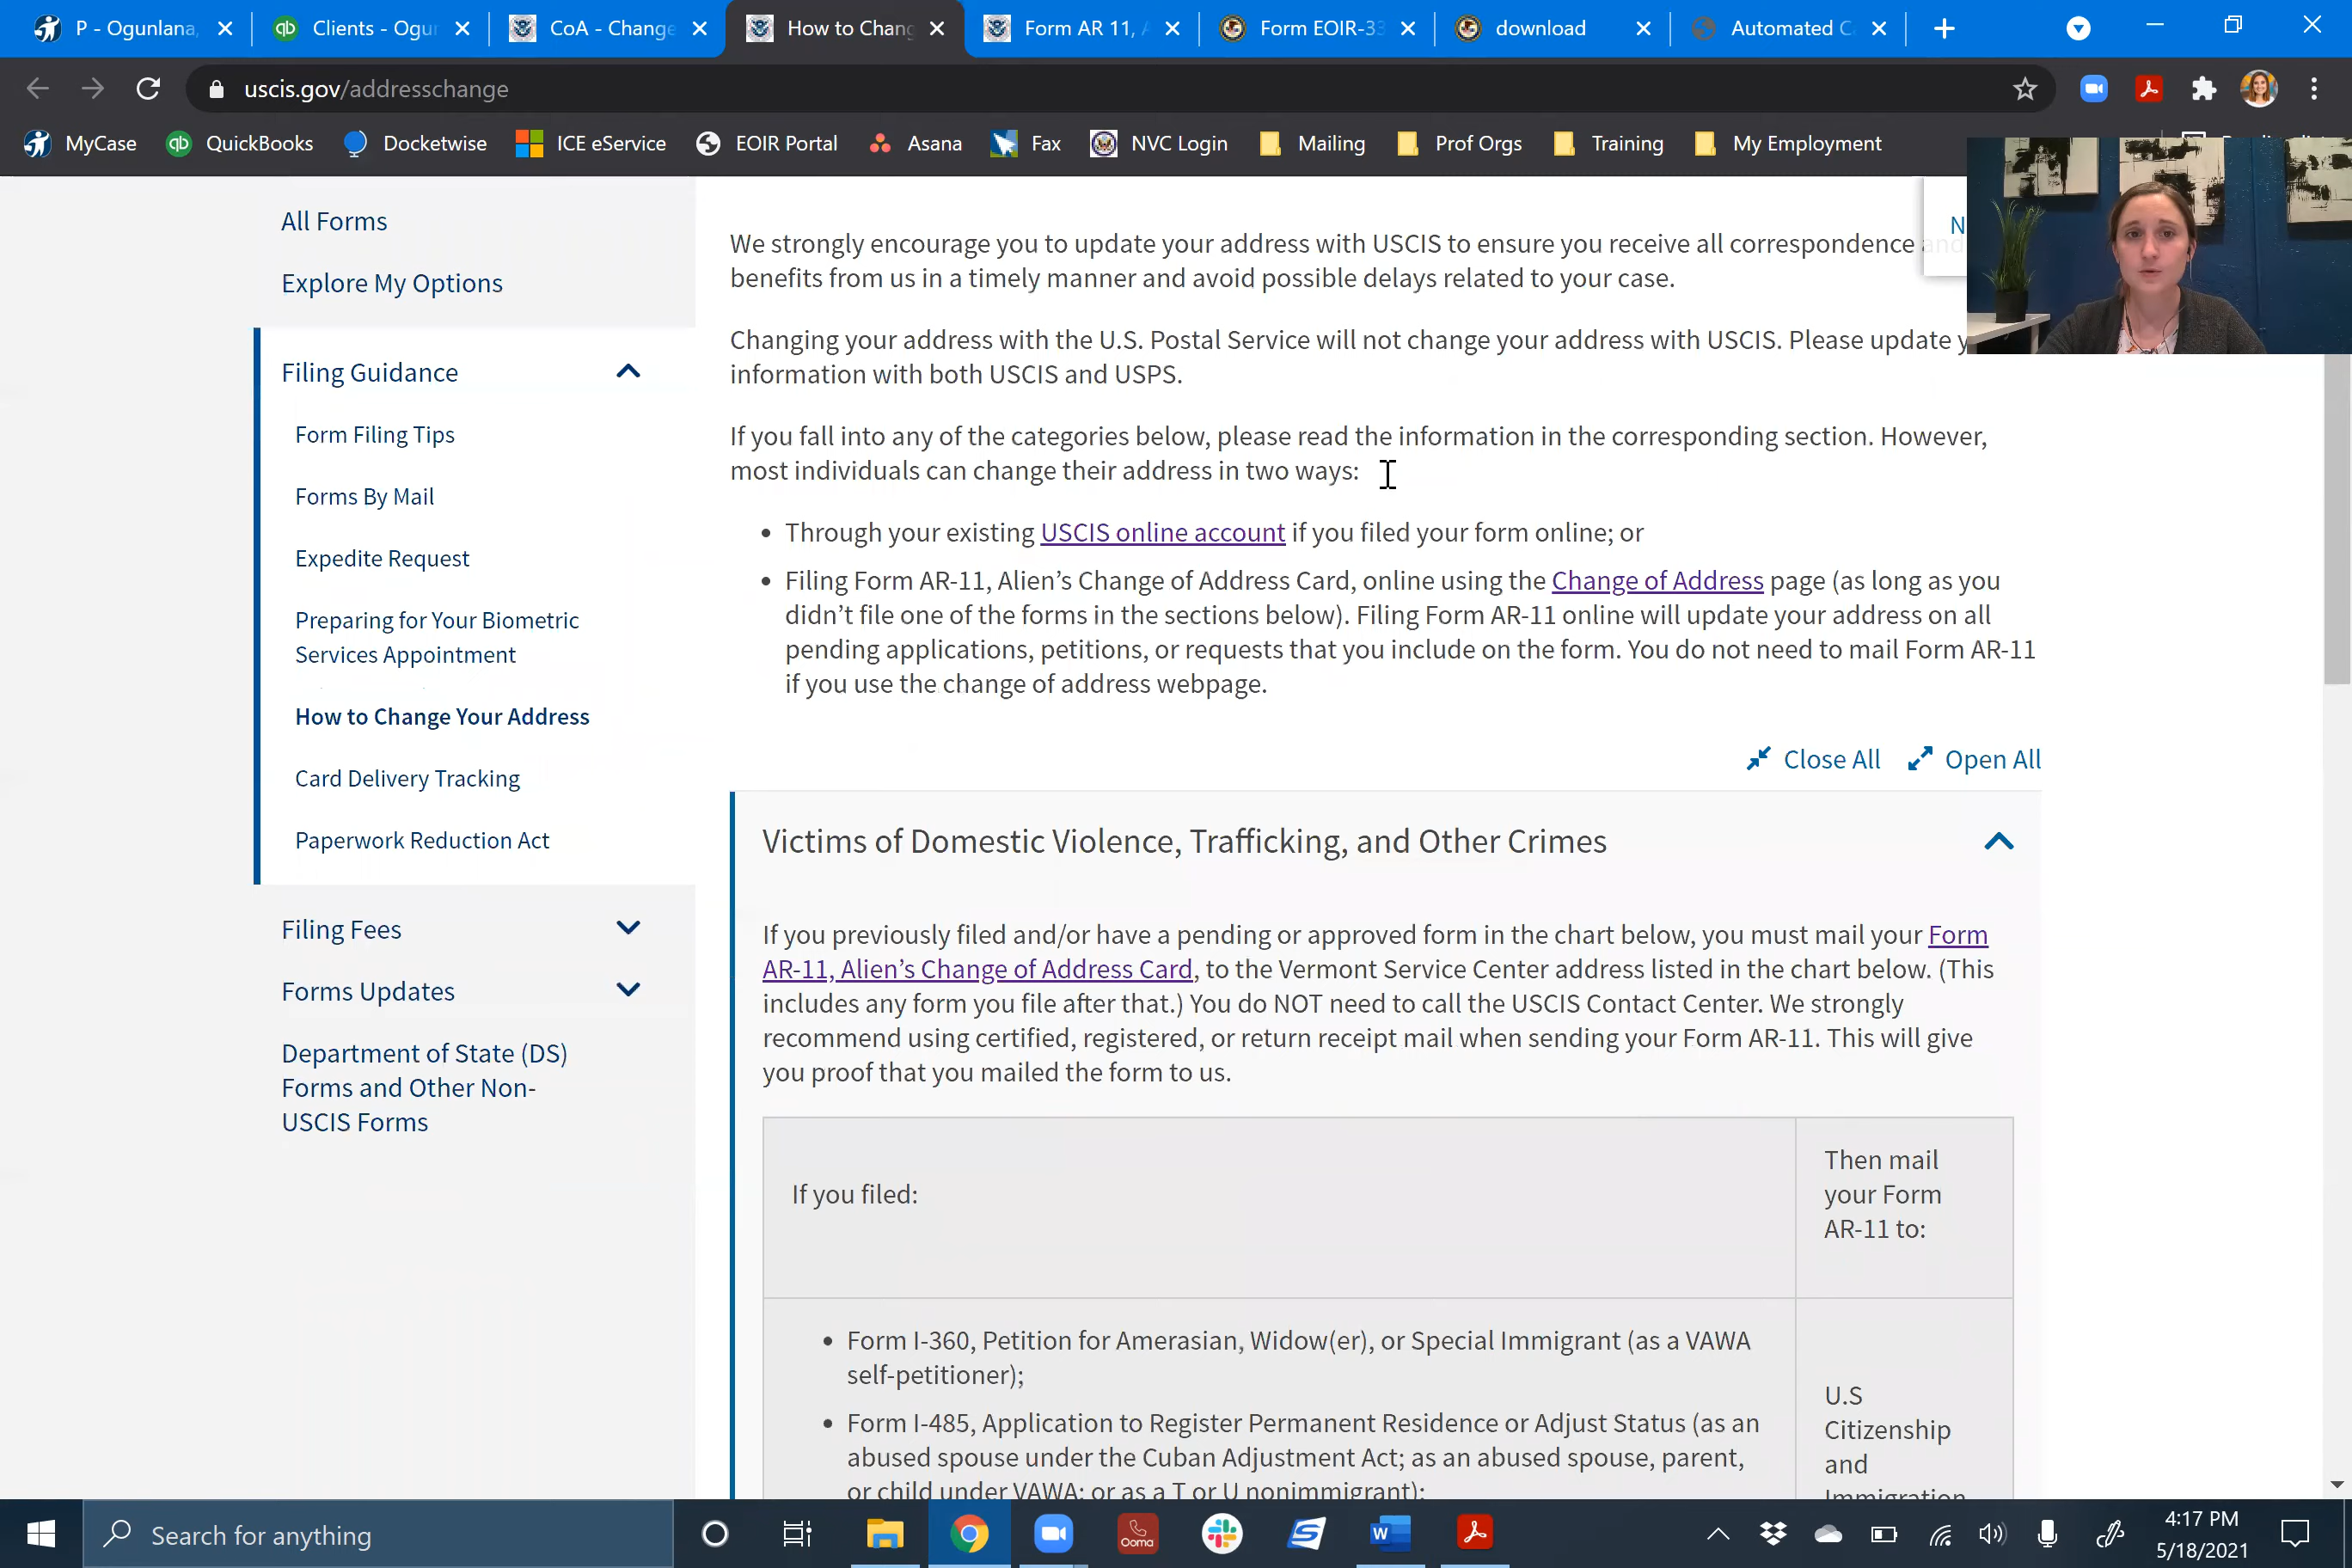 P - Ogunlana,
Clients - Ogun
CoA - Change
How to Chang
Form AR 11, A
Form EOIR-33
download
Automated C
uscis.gov/addresschange
MyCase
QuickBooks
Docketwise
ICE eService
EOIR Portal
Asana
Fax
NVC Login
Mailing
Prof Orgs
Training
My Employment
All Forms
Explore My Options
Filing Guidance
Form Filing Tips
Forms By Mail
Expedite Request
Preparing for Your Biometric
Services Appointment
How to Change Your Address
Card Delivery Tracking
Paperwork Reduction Act
Filing Fees
Forms Updates
Department of State (DS)
Forms and Other Non-
USCIS Forms
N
We strongly encourage you to update your address with USCIS to ensure you receive all correspondence and
benefits from us in a timely manner and avoid possible delays related to your case.
Changing your address with the U.S. Postal Service will not change your address with USCIS. Please update y
information with both USCIS and USPS.
If you fall into any of the categories below, please read the information in the corresponding section. However,
most individuals can change their address in two ways:
• Through your existing USCIS online account if you filed your form online; or
• Filing Form AR-11, Alien’s Change of Address Card, online using the Change of Address page (as long as you
didn’t file one of the forms in the sections below). Filing Form AR-11 online will update your address on all
pending applications, petitions, or requests that you include on the form. You do not need to mail Form AR-11
if you use the change of address webpage.
Close All
Open All
Victims of Domestic Violence, Trafficking, and Other Crimes
If you previously filed and/or have a pending or approved form in the chart below, you must mail your Form
AR-11, Alien’s Change of Address Card, to the Vermont Service Center address listed in the chart below. (This
includes any form you file after that.) You do NOT need to call the USCIS Contact Center. We strongly
recommend using certified, registered, or return receipt mail when sending your Form AR-11. This will give
you proof that you mailed the form to us.
If you filed:
Then mail
your Form
AR-11 to:
• Form I-360, Petition for Amerasian, Widow(er), or Special Immigrant (as a VAWA
self-petitioner);
• Form I-485, Application to Register Permanent Residence or Adjust Status (as an
abused spouse under the Cuban Adjustment Act; as an abused spouse, parent,
or child under VAWA; or as a T or U nonimmigrant);
U.S
Citizenship
and
Immigration
Search for anything
Ooma
4:17 PM
5/18/2021